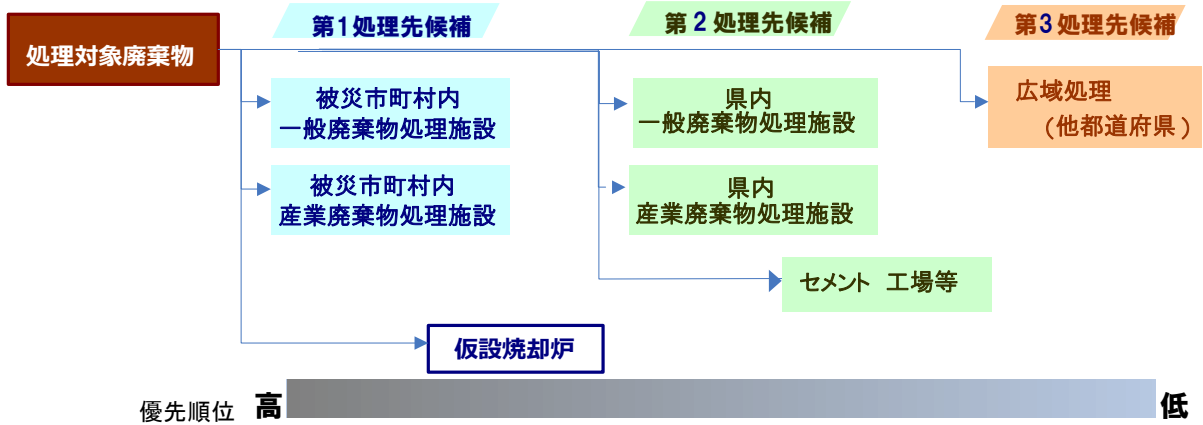 処理対象廃棄物
第1処理先候補
第2処理先候補
第3処理先候補
被災市町村内
一般廃棄物処理施設
県内
一般廃棄物処理施設
広域処理
(他都道府県)
被災市町村内
産業廃棄物処理施設
県内
産業廃棄物処理施設
セメント 工場等
仮設焼却炉
優先順位 高
低